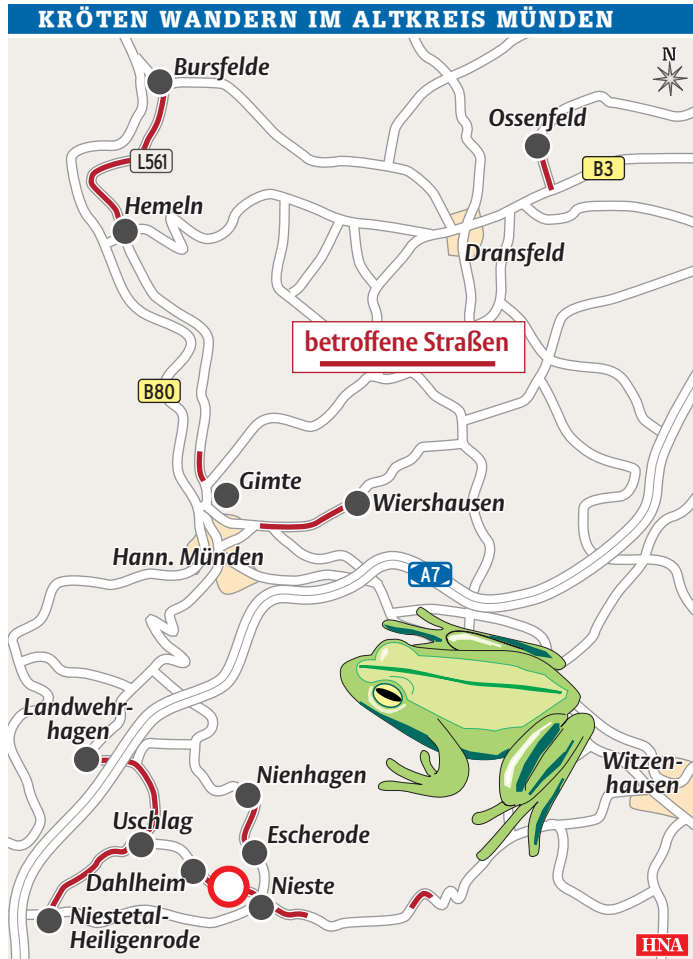 KRÖTEN WANDERN IM ALTKREIS MÜNDEN
N
Bursfelde
Ossenfeld
L561
B3
Hemeln
Dransfeld
betroffene Straßen
B80
Gimte
Wiershausen
Hann. Münden
A7
Landwehr-
hagen
Witzen-
hausen
Nienhagen
Uschlag
Escherode
Dahlheim
Nieste
Niestetal-
Heiligenrode
HNA